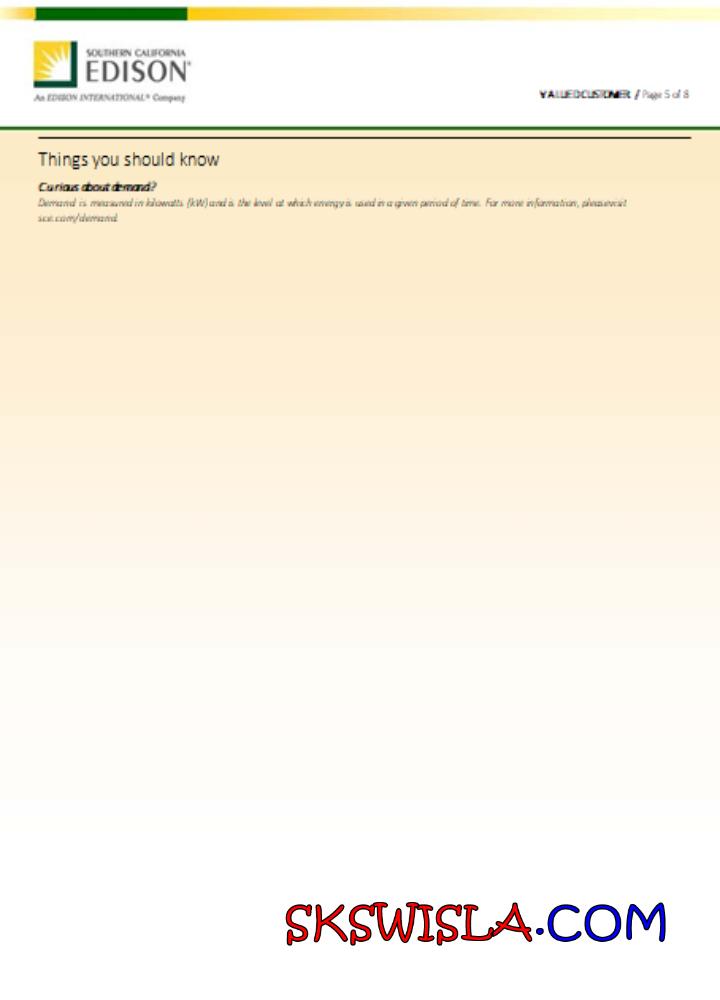 SOUTHERN CALIFORNIA
EDISON®
An EDISON INTERNATIONAL® Company
VALUED CUSTOMER / Page 5 of 8
Things you should know
Curious about demand?
Demand is measured in kilowatts (kW) and is the level at which energy is used in a given period of time. For more information, please visit
sce.com/demand.
SKSWISLA.COM